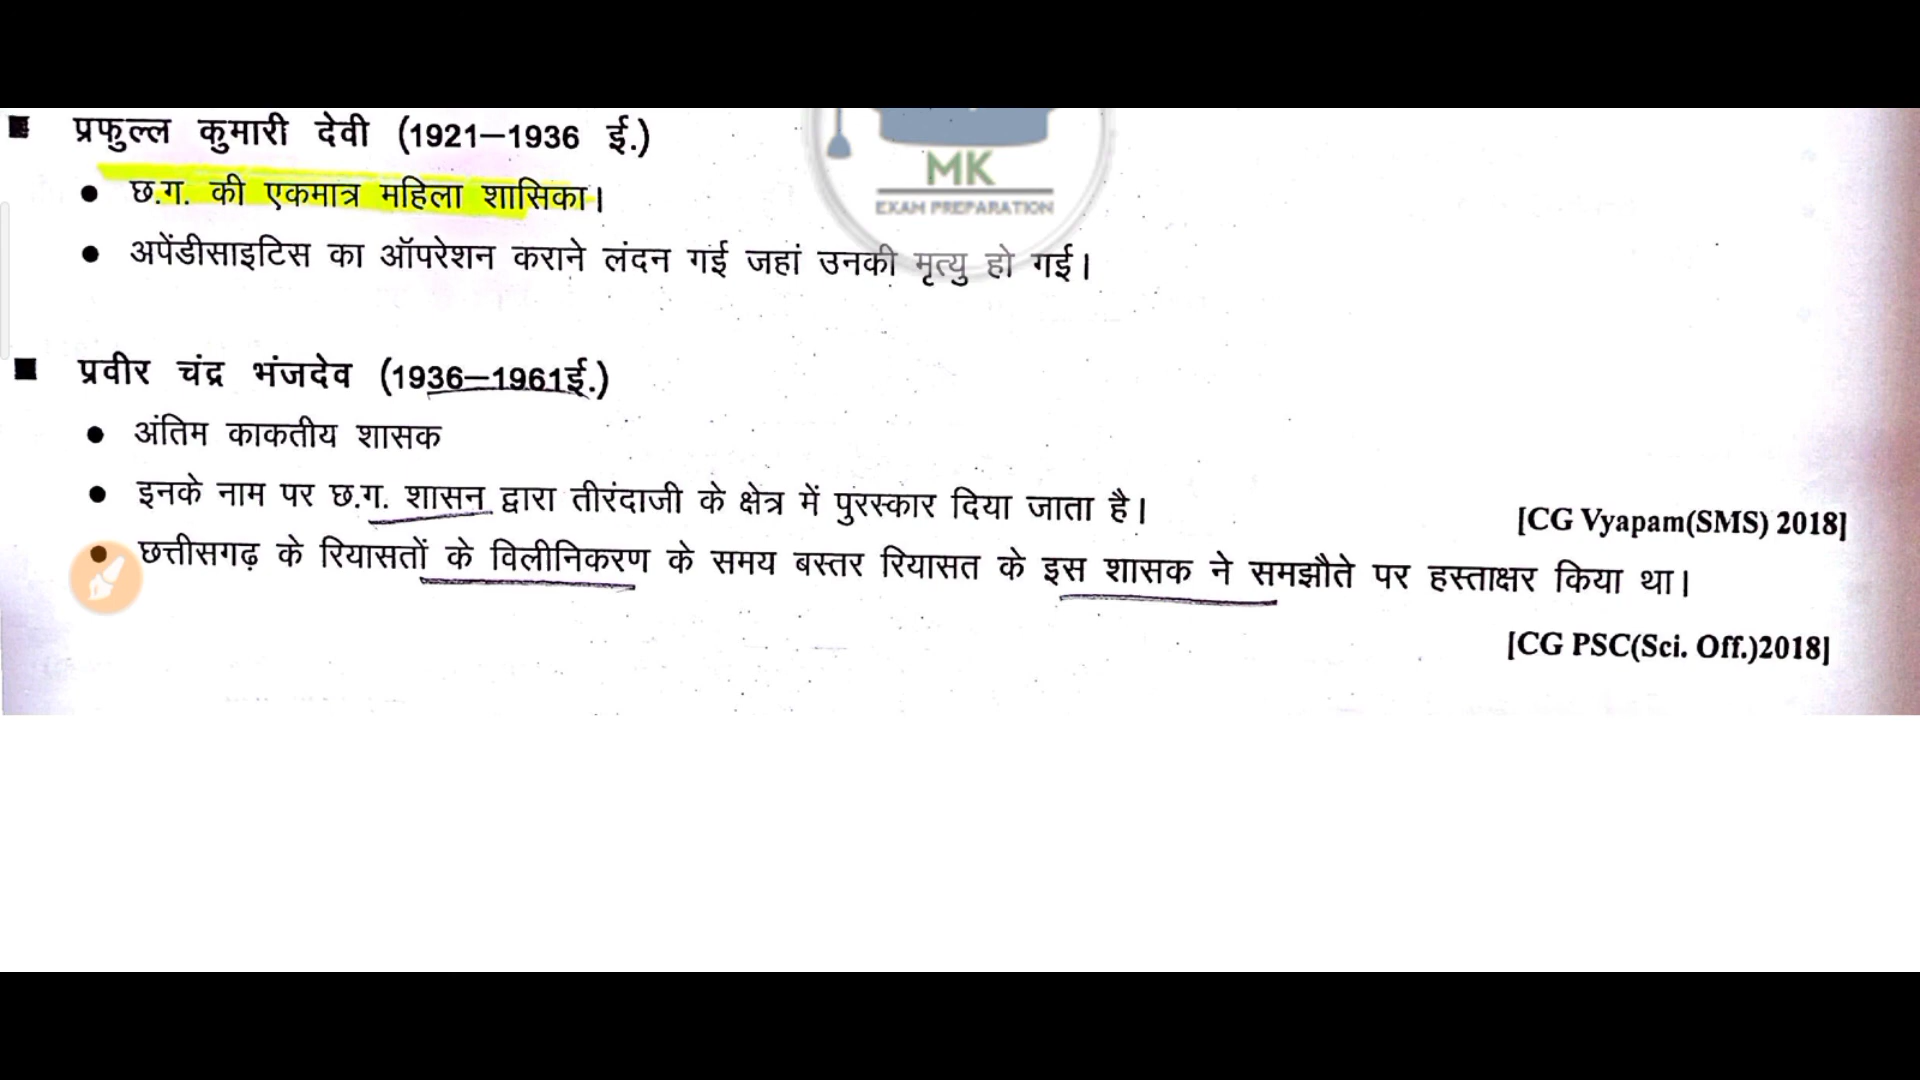 प्रफुल्ल कुमारी देवी (1921–1936 ई.)
• छ.ग. की एकमात्र महिला शासिका।
• अपेंडीसाइटिस का ऑपरेशन कराने लंदन गई जहां उनकी मृत्यु हो गई।
MK
EXAM PREPARATION
प्रवीर चंद्र भंजदेव (1936–1961ई.)
• अंतिम काकतीय शासक
• इनके नाम पर छ.ग. शासन द्वारा तीरंदाजी के क्षेत्र में पुरस्कार दिया जाता है।
[CG Vyapam(SMS) 2018]
• छत्तीसगढ़ के रियासतों के विलीनिकरण के समय बस्तर रियासत के इस शासक ने समझौते पर हस्ताक्षर किया था।
[CG PSC(Sci. Off.)2018]